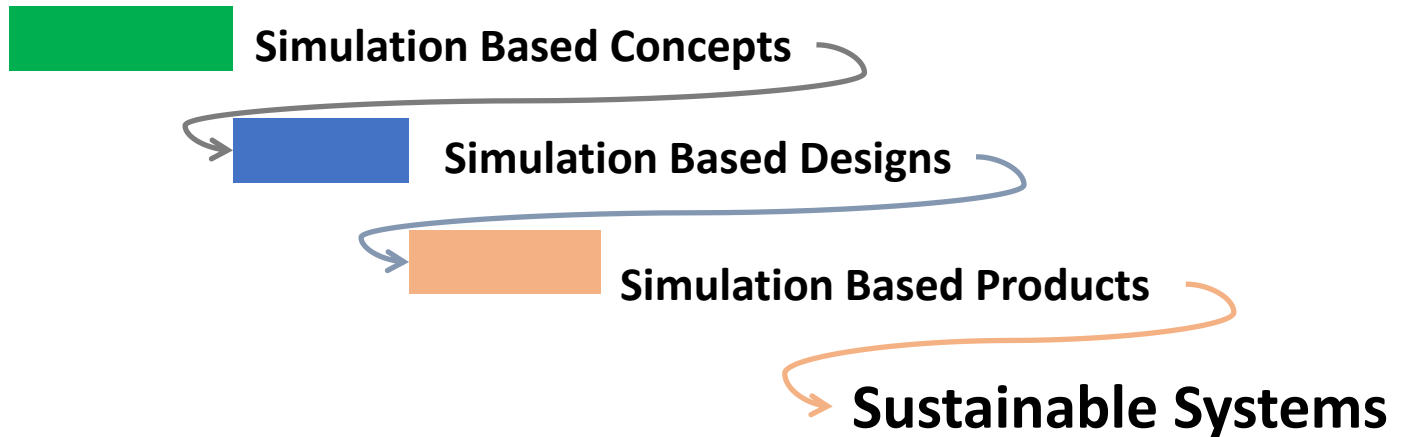 Simulation Based Concepts
Simulation Based Designs
Simulation Based Products
Sustainable Systems